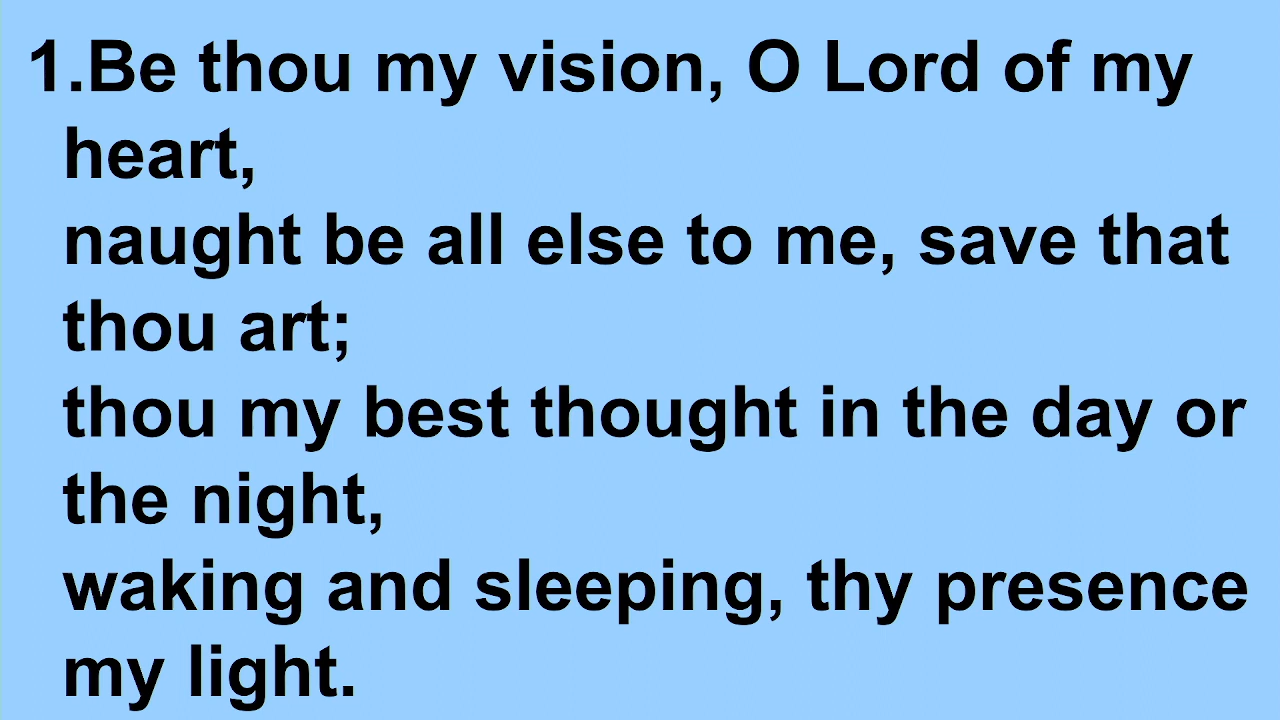 1.Be thou my vision, O Lord of my
heart,
naught be all else to me, save that
thou art;
thou my best thought in the day or
the night,
waking and sleeping, thy presence
my light.